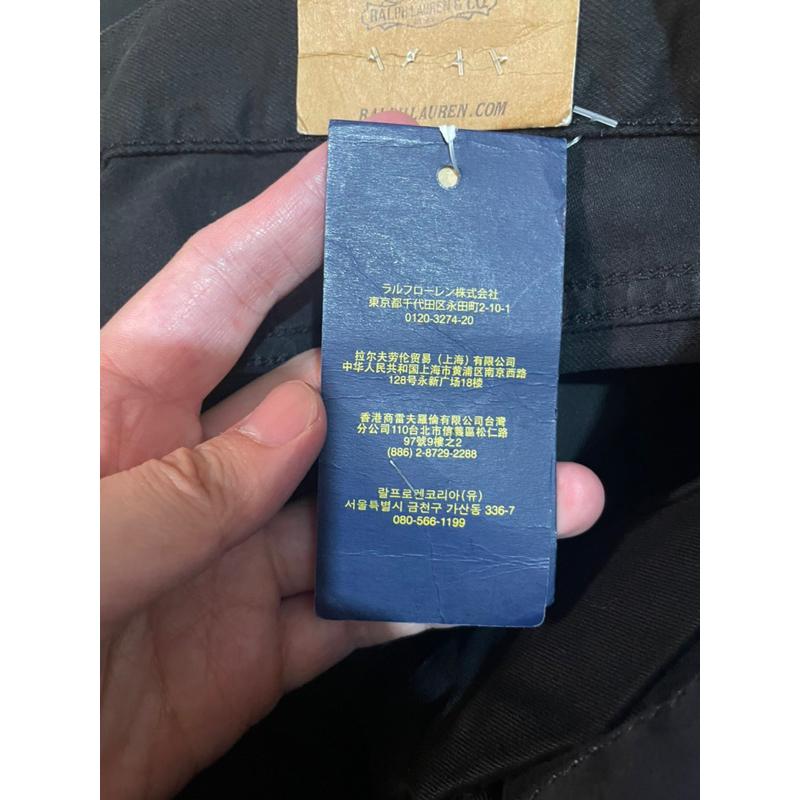 RALPH LAUREN & CO.
RALPH LAUREN.COM
ラルフローレン株式会社
東京都千代田区永田町2-10-1
0120-3274-20
拉尔夫劳伦贸易（上海）有限公司
中华人民共和国上海市黄浦区南京西路
128号永新广场18楼
香港商雷夫羅倫有限公司台灣
分公司110台北市信義區松仁路
97號9樓之2
(886) 2-8729-2288
랄프로렌코리아(유)
서울특별시 금천구 가산동 336-7
080-566-1199